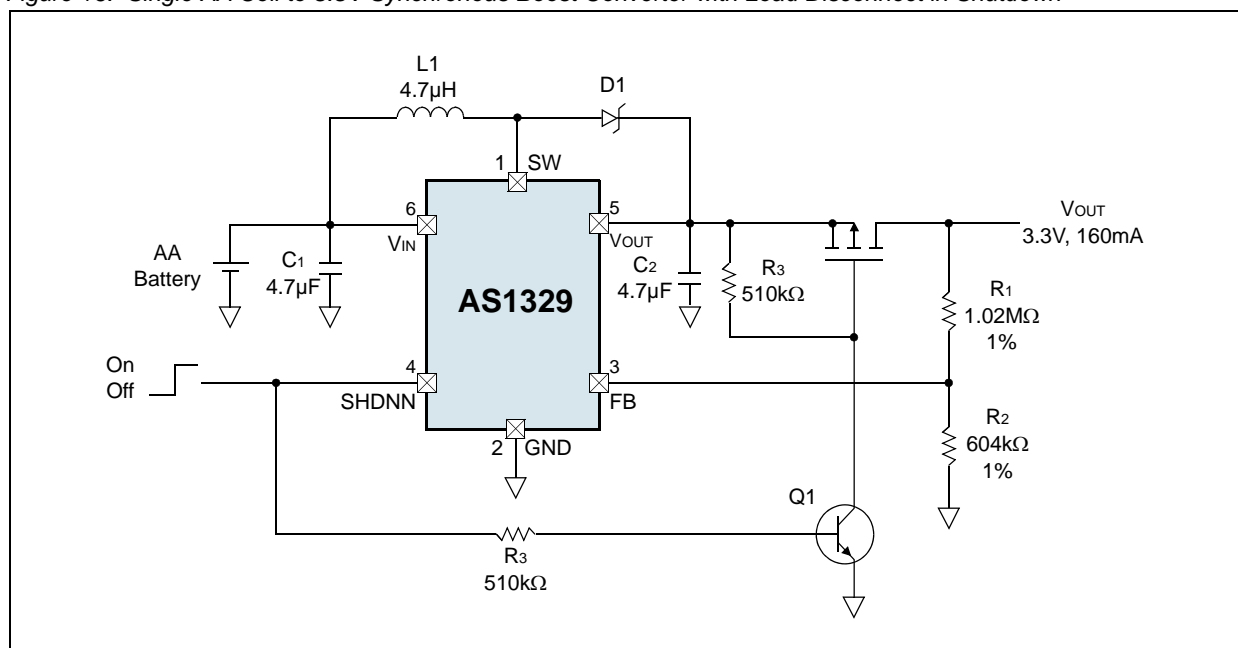 Single AA Cell to 3.3V Synchronous Boost Converter with Load Disconnect in Shutdown
L1
4.7µH
D1
1 SW
6
VIN
5
VOUT
AA
Battery
C1
4.7µF
C2
4.7µF
R3
510kΩ
VOUT
3.3V, 160mA
AS1329
R1
1.02MΩ
1%
On
Off
4
SHDNN
3
FB
2 GND
R2
604kΩ
1%
Q1
R3
510kΩ